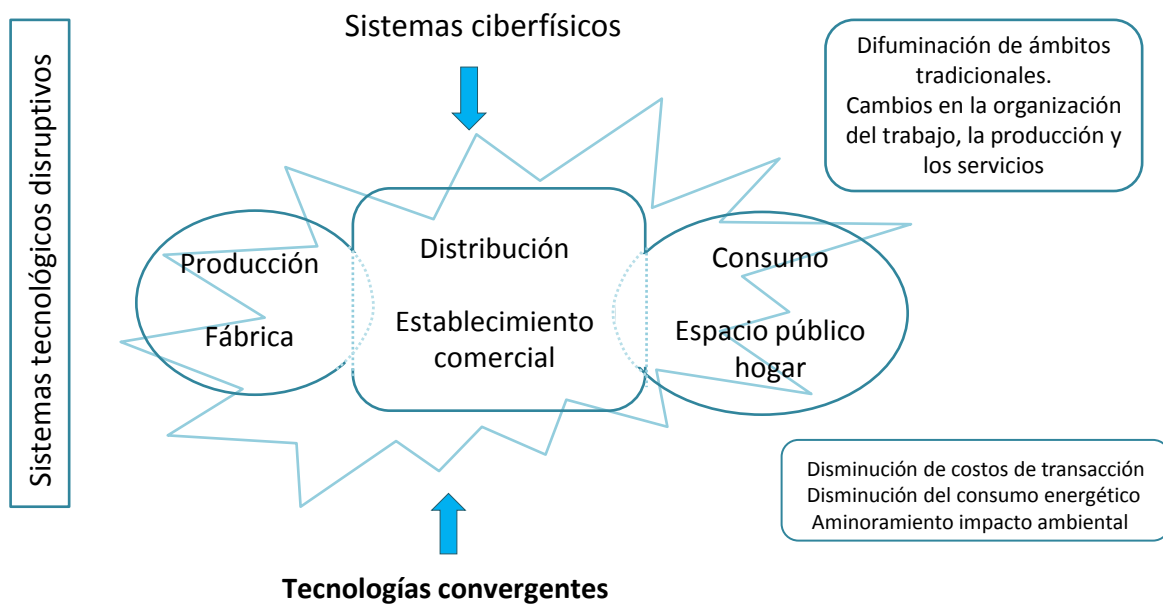 Sistemas tecnológicos disruptivos
Sistemas ciberfísicos
Difuminación de ámbitos
tradicionales.
Cambios en la organización
del trabajo, la producción y
los servicios
Producción
Fábrica
Distribución
Establecimiento
comercial
Consumo
Espacio público
hogar
Disminución de costos de transacción
Disminución del consumo energético
Aminoramiento impacto ambiental
Tecnologías convergentes